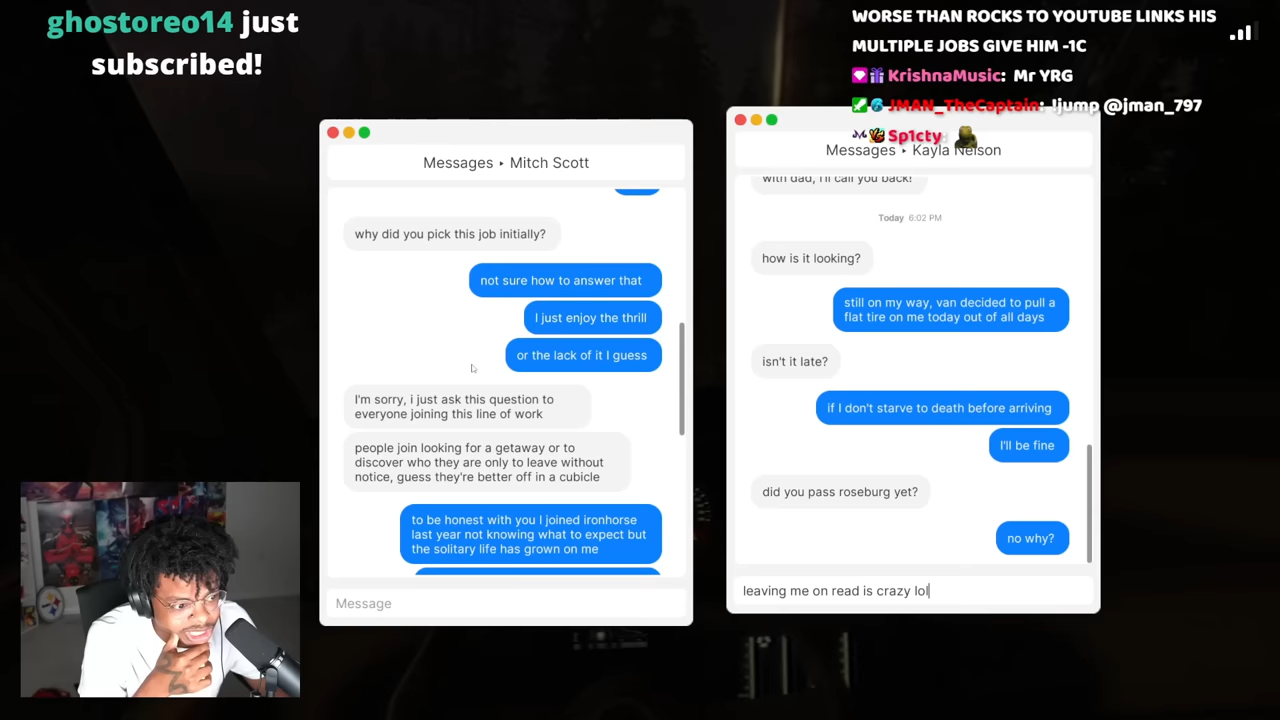 ghostoreo14 just
subscribed!
WORSE THAN ROCKS TO YOUTUBE LINKS HIS
MULTIPLE JOBS GIVE HIM -1C
KrishnaMusic: Mr YRG
JMAN_TheCaptain: !jump @jman_797
Sp1cty:
Messages ‣ Mitch Scott
why did you pick this job initially?
not sure how to answer that
I just enjoy the thrill
or the lack of it I guess
I'm sorry, i just ask this question to
everyone joining this line of work
people join looking for a getaway or to
discover who they are only to leave without
notice, guess they're better off in a cubicle
to be honest with you I joined ironhorse
last year not knowing what to expect but
the solitary life has grown on me
Message
Messages ‣ Kayla Nelson
with dad, I'll call you back!
Today 6:02 PM
how is it looking?
still on my way, van decided to pull a
flat tire on me today out of all days
isn't it late?
if I don't starve to death before arriving
I'll be fine
did you pass roseburg yet?
no why?
leaving me on read is crazy lol